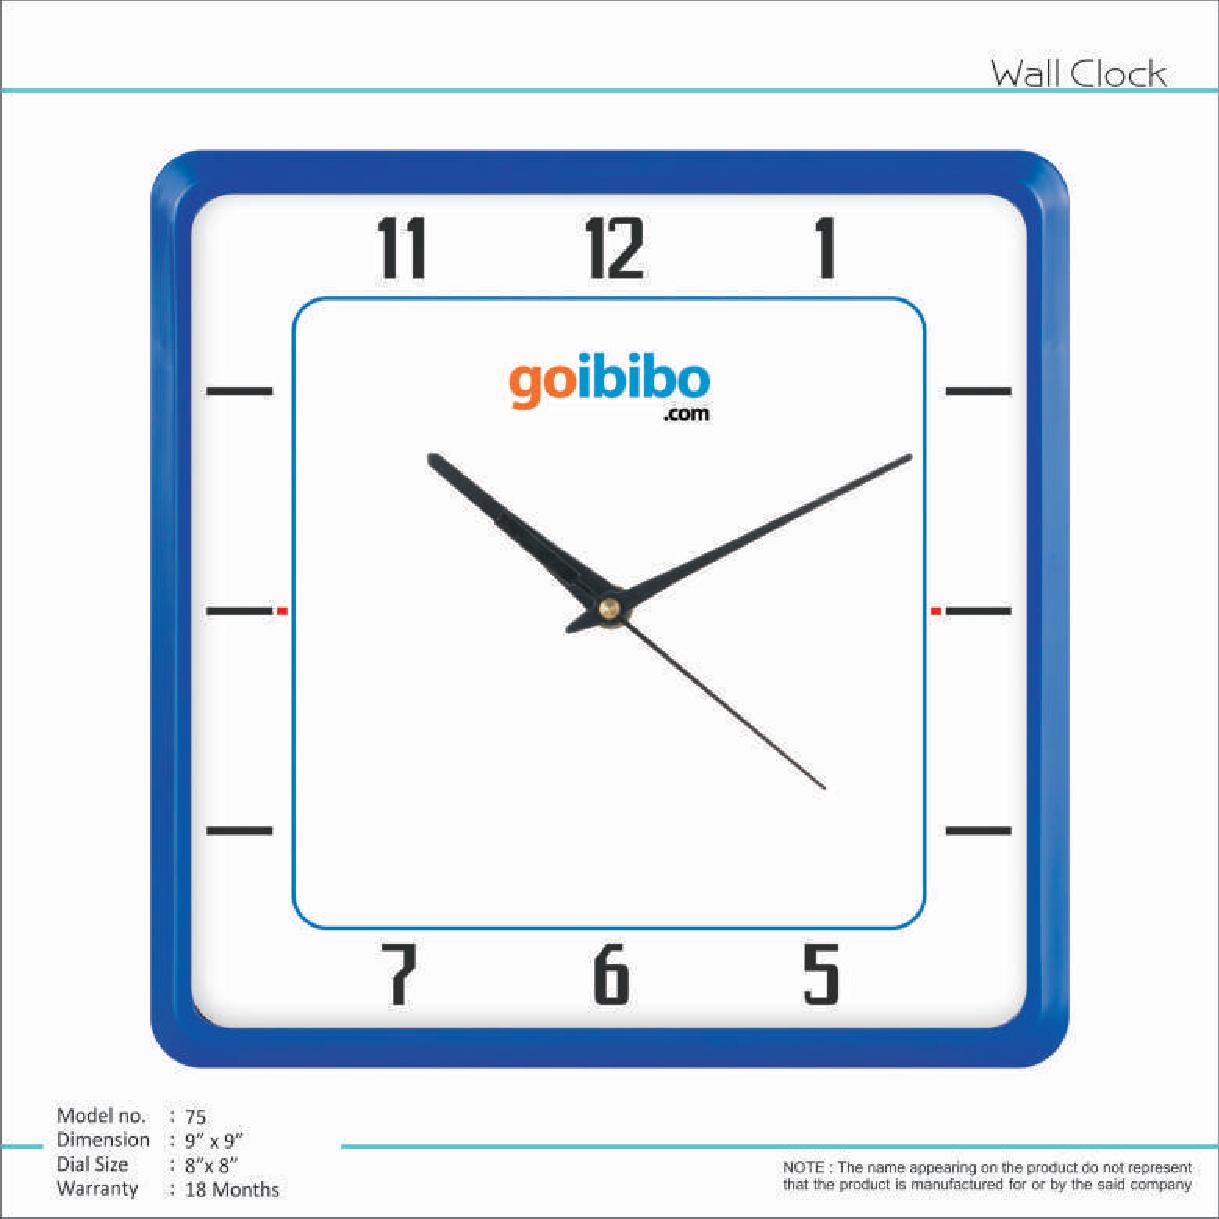 Wall Clock
11 12 1
goibibo
.com
7 6 5
Model no. : 75
Dimension : 9” x 9”
Dial Size : 8”x 8”
Warranty : 18 Months
NOTE : The name appearing on the product do not represent
that the product is manufactured for or by the said company